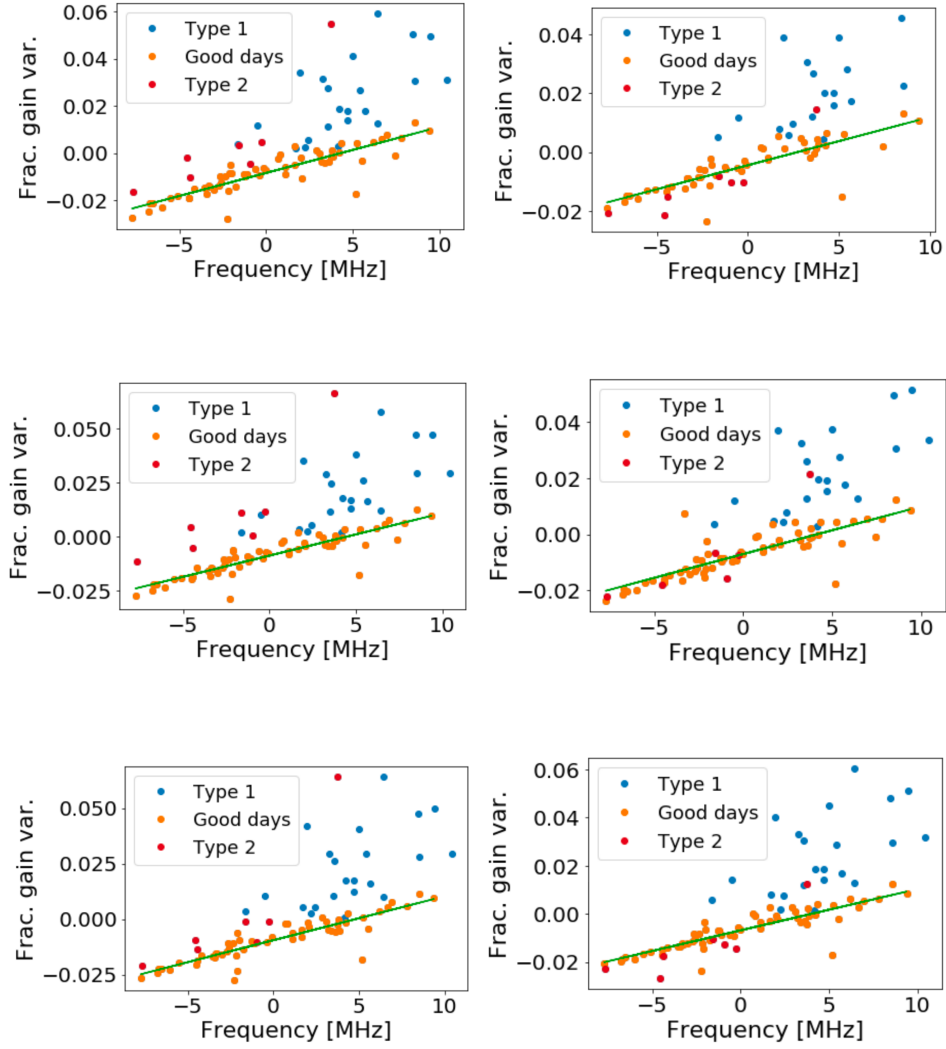 Frac. gain var.
0.06
0.04
0.02
0.00
−0.02
Type 1
Good days
Type 2
−5
0
5
10
Frequency [MHz]
Frac. gain var.
0.04
0.02
0.00
−0.02
Type 1
Good days
Type 2
−5
0
5
10
Frequency [MHz]
Frac. gain var.
0.050
0.025
0.000
−0.025
Type 1
Good days
Type 2
−5
0
5
10
Frequency [MHz]
Frac. gain var.
0.04
0.02
0.00
−0.02
Type 1
Good days
Type 2
−5
0
5
10
Frequency [MHz]
Frac. gain var.
0.050
0.025
0.000
−0.025
Type 1
Good days
Type 2
−5
0
5
10
Frequency [MHz]
Frac. gain var.
0.06
0.04
0.02
0.00
−0.02
Type 1
Good days
Type 2
−5
0
5
10
Frequency [MHz]